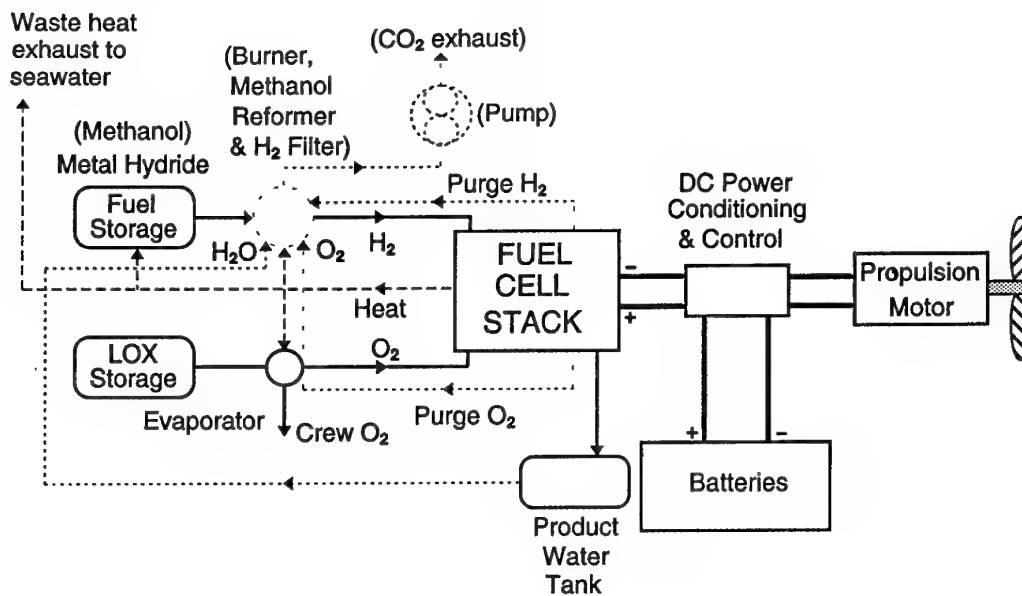 Waste heat
exhaust to
seawater
(CO₂ exhaust)
(Burner,
Methanol
Reformer
& H₂ Filter)
(Pump)
(Methanol)
Metal Hydride
Fuel
Storage
Purge H₂
H₂O
O₂
H₂
DC Power
Conditioning
& Control
FUEL
CELL
STACK
−
+
Propulsion
Motor
Heat
LOX
Storage
O₂
Evaporator
Crew O₂
Purge O₂
+
−
Batteries
Product
Water
Tank